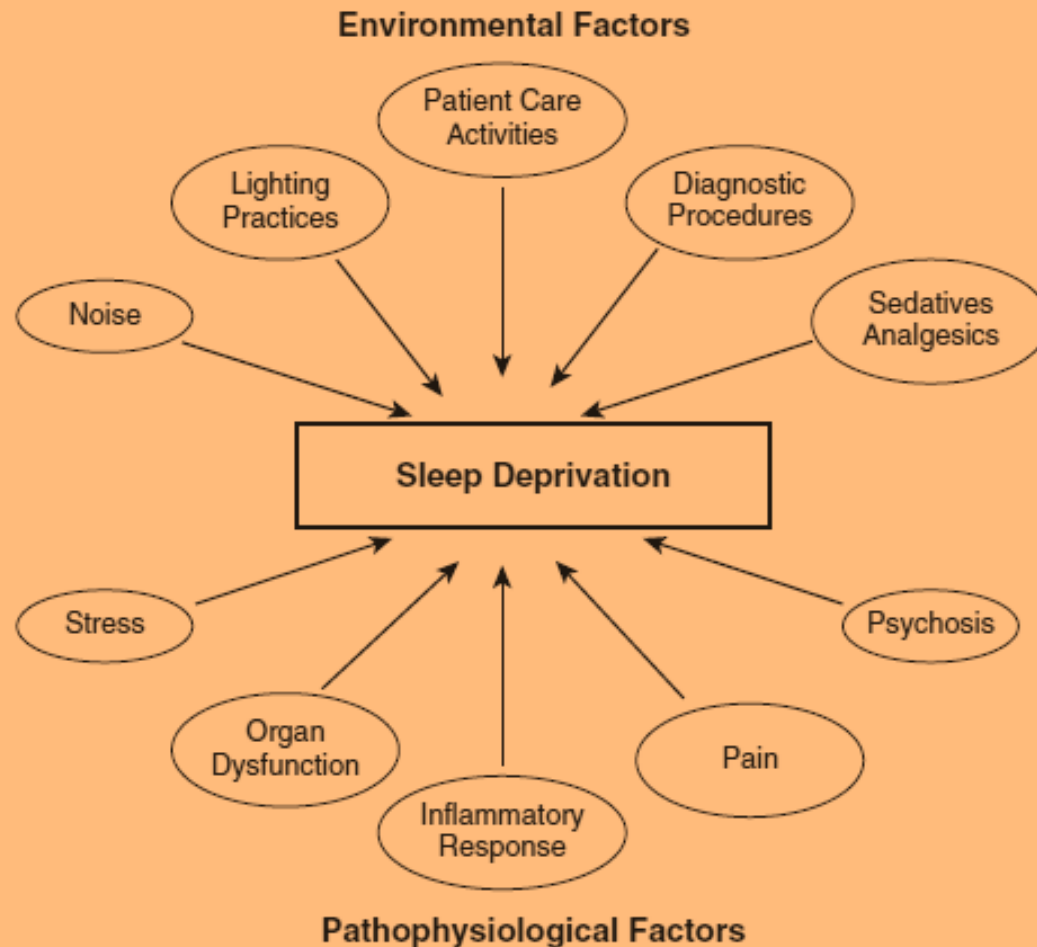 Environmental Factors
Patient Care
Activities
Lighting
Practices
Diagnostic
Procedures
Noise
Sedatives
Analgesics
Sleep Deprivation
Stress
Psychosis
Organ
Dysfunction
Pain
Inflammatory
Response
Pathophysiological Factors